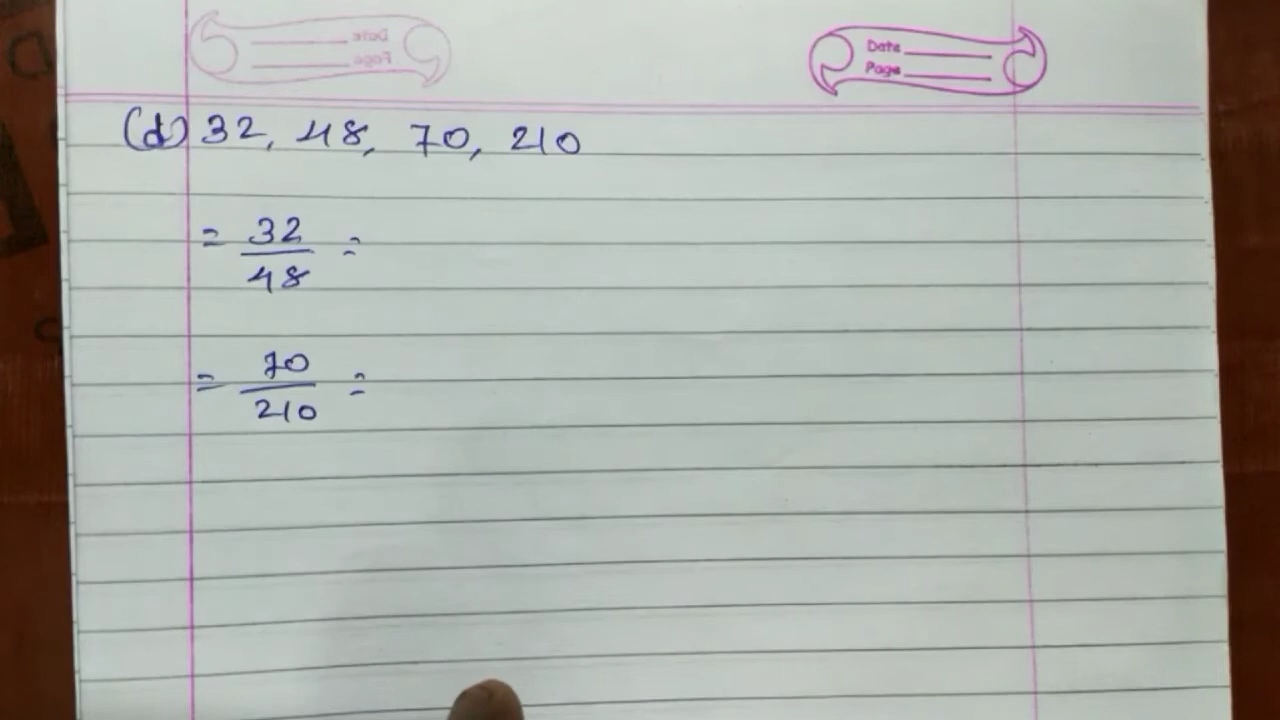 Date
Page
(d) 32, 48, 70, 210
= 32/48 =
= 70/210 =